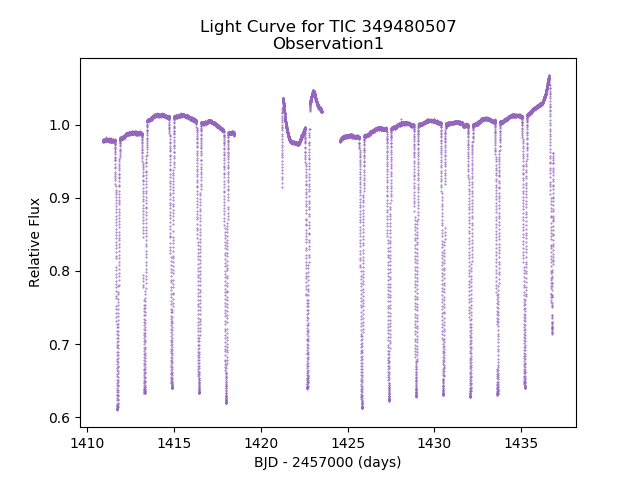 Light Curve for TIC 349480507
Observation1
Relative Flux
1.0
0.9
0.8
0.7
0.6
1410
1415
1420
1425
1430
1435
BJD - 2457000 (days)